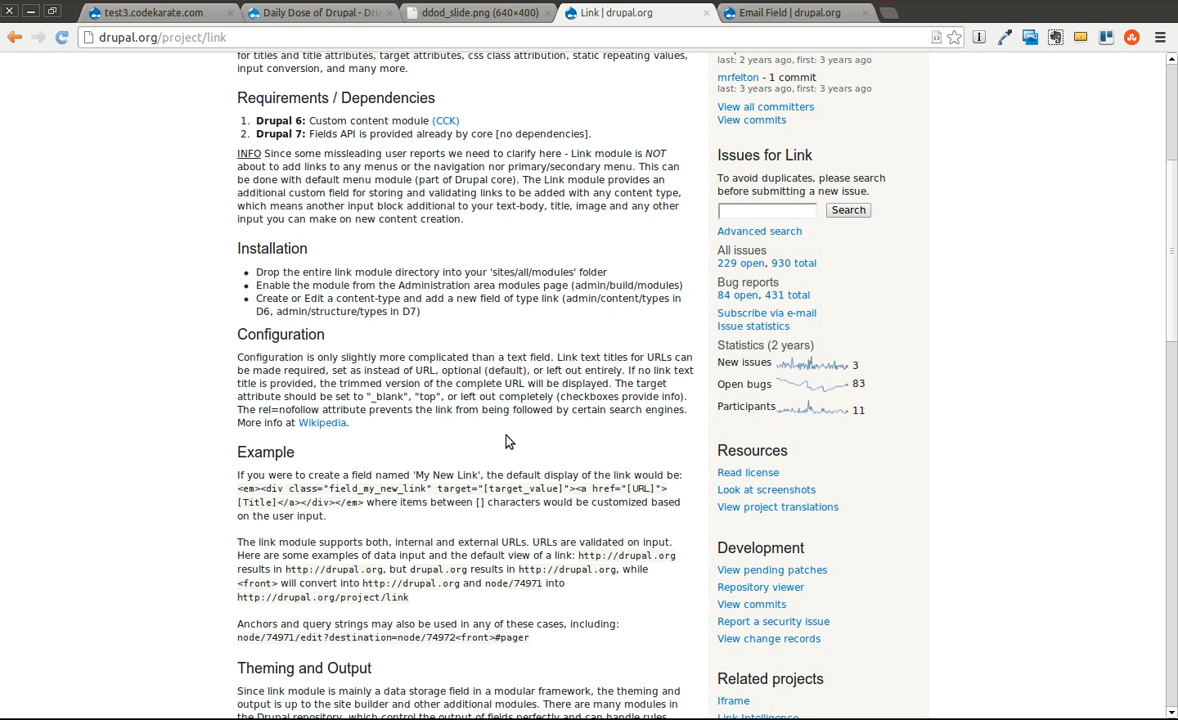 test3.codekarate.com
Daily Dose of Drupal - Dru
ddod_slide.png (640×400)
Link | drupal.org
Email Field | drupal.org
drupal.org/project/link
for titles and title attributes, target attributes, css class attribution, static repeating values,
input conversion, and many more.
Requirements / Dependencies
1. Drupal 6: Custom content module (CCK)
2. Drupal 7: Fields API is provided already by core [no dependencies].
INFO Since some missleading user reports we need to clarify here - Link module is NOT
about to add links to any menus or the navigation nor primary/secondary menu. This can
be done with default menu module (part of Drupal core). The Link module provides an
additional custom field for storing and validating links to be added with any content type,
which means another input block additional to your text-body, title, image and any other
input you can make on new content creation.
Installation
Drop the entire link module directory into your 'sites/all/modules' folder
Enable the module from the Administration area modules page (admin/build/modules)
Create or Edit a content-type and add a new field of type link (admin/content/types in
D6, admin/structure/types in D7)
Configuration
Configuration is only slightly more complicated than a text field. Link text titles for URLs can
be made required, set as instead of URL, optional (default), or left out entirely. If no link text
title is provided, the trimmed version of the complete URL will be displayed. The target
attribute should be set to "_blank", "top", or left out completely (checkboxes provide info).
The rel=nofollow attribute prevents the link from being followed by certain search engines.
More info at Wikipedia.
Example
If you were to create a field named 'My New Link', the default display of the link would be:
<em><div class="field_my_new_link" target="[target_value]"><a href="[URL]">
[Title]</a></div></em> where items between [] characters would be customized based
on the user input.
The link module supports both, internal and external URLs. URLs are validated on input.
Here are some examples of data input and the default view of a link: http://drupal.org
results in http://drupal.org, but drupal.org results in http://drupal.org, while
<front> will convert into http://drupal.org and node/74971 into
http://drupal.org/project/link
Anchors and query strings may also be used in any of these cases, including:
node/74971/edit?destination=node/74972<front>#pager
Theming and Output
Since link module is mainly a data storage field in a modular framework, the theming and
output is up to the site builder and other additional modules. There are many modules in
the Drupal repository, which control the output of fields perfectly and can handle rules,
last: 2 years ago, first: 3 years ago
mrfelton - 1 commit
last: 3 years ago, first: 3 years ago
View all committers
View commits
Issues for Link
To avoid duplicates, please search
before submitting a new issue.
Search
Advanced search
All issues
229 open, 930 total
Bug reports
84 open, 431 total
Subscribe via e-mail
Issue statistics
Statistics (2 years)
New issues 3
Open bugs 83
Participants 11
Resources
Read license
Look at screenshots
View project translations
Development
View pending patches
Repository viewer
View commits
Report a security issue
View change records
Related projects
Iframe
Link Intelligence